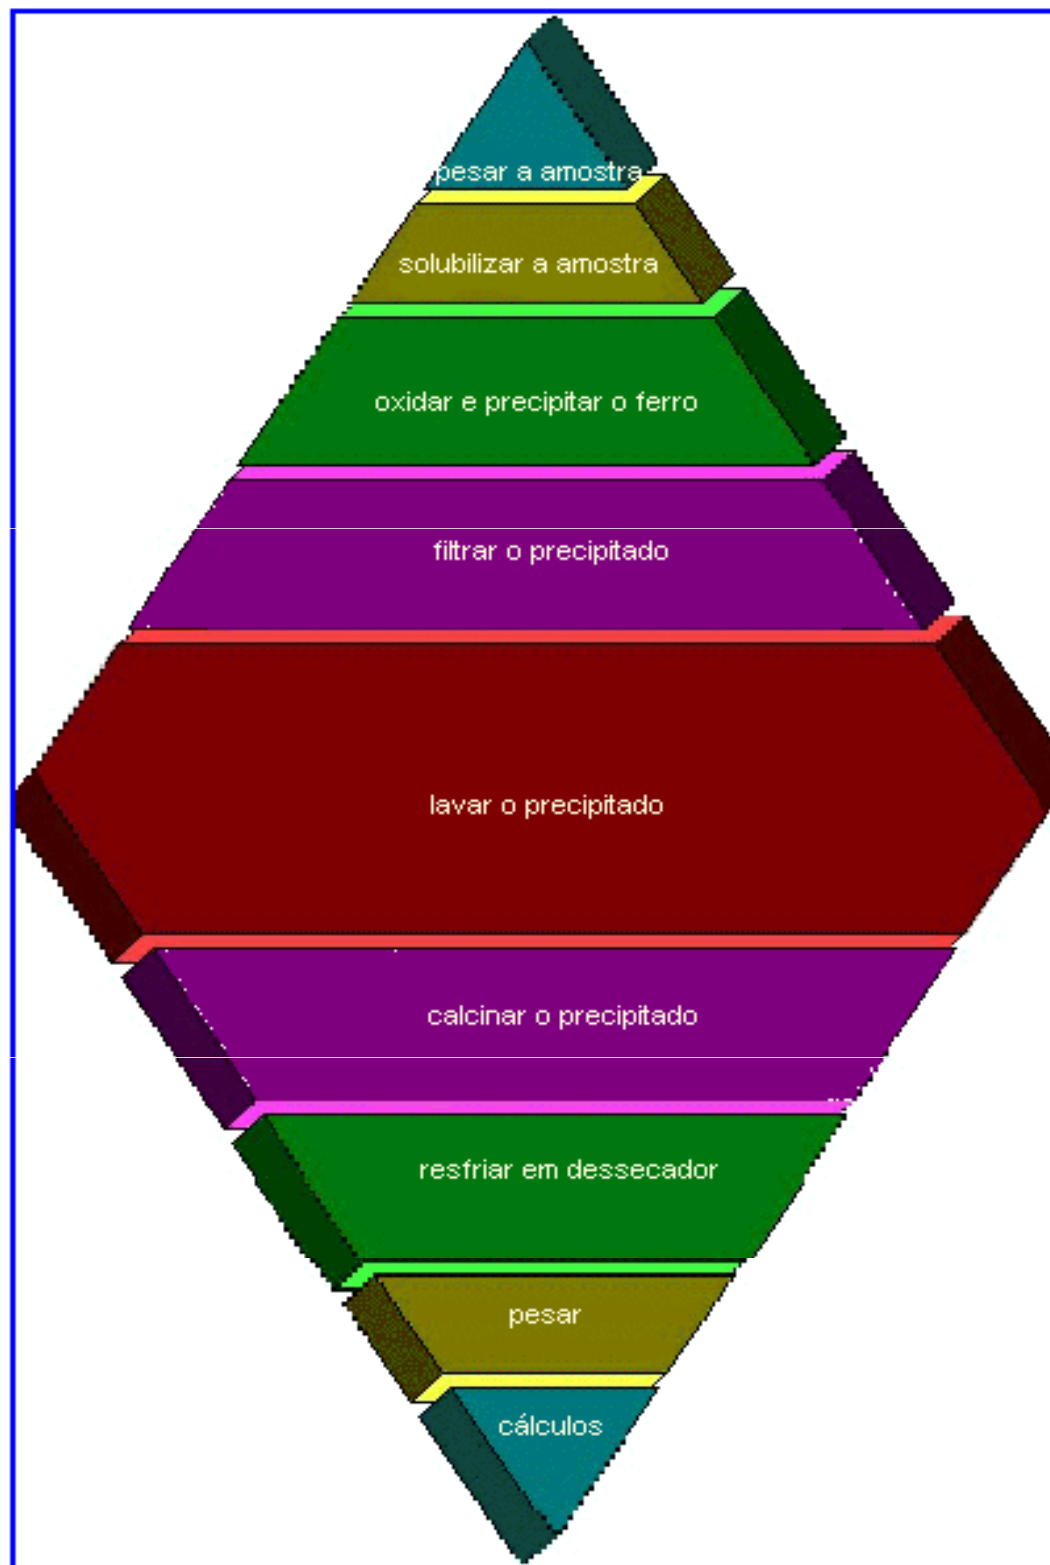 pesar a amostra
solubilizar a amostra
oxidar e precipitar o ferro
filtrar o precipitado
lavar o precipitado
calcinar o precipitado
resfriar em dessecador
pesar
cálculos